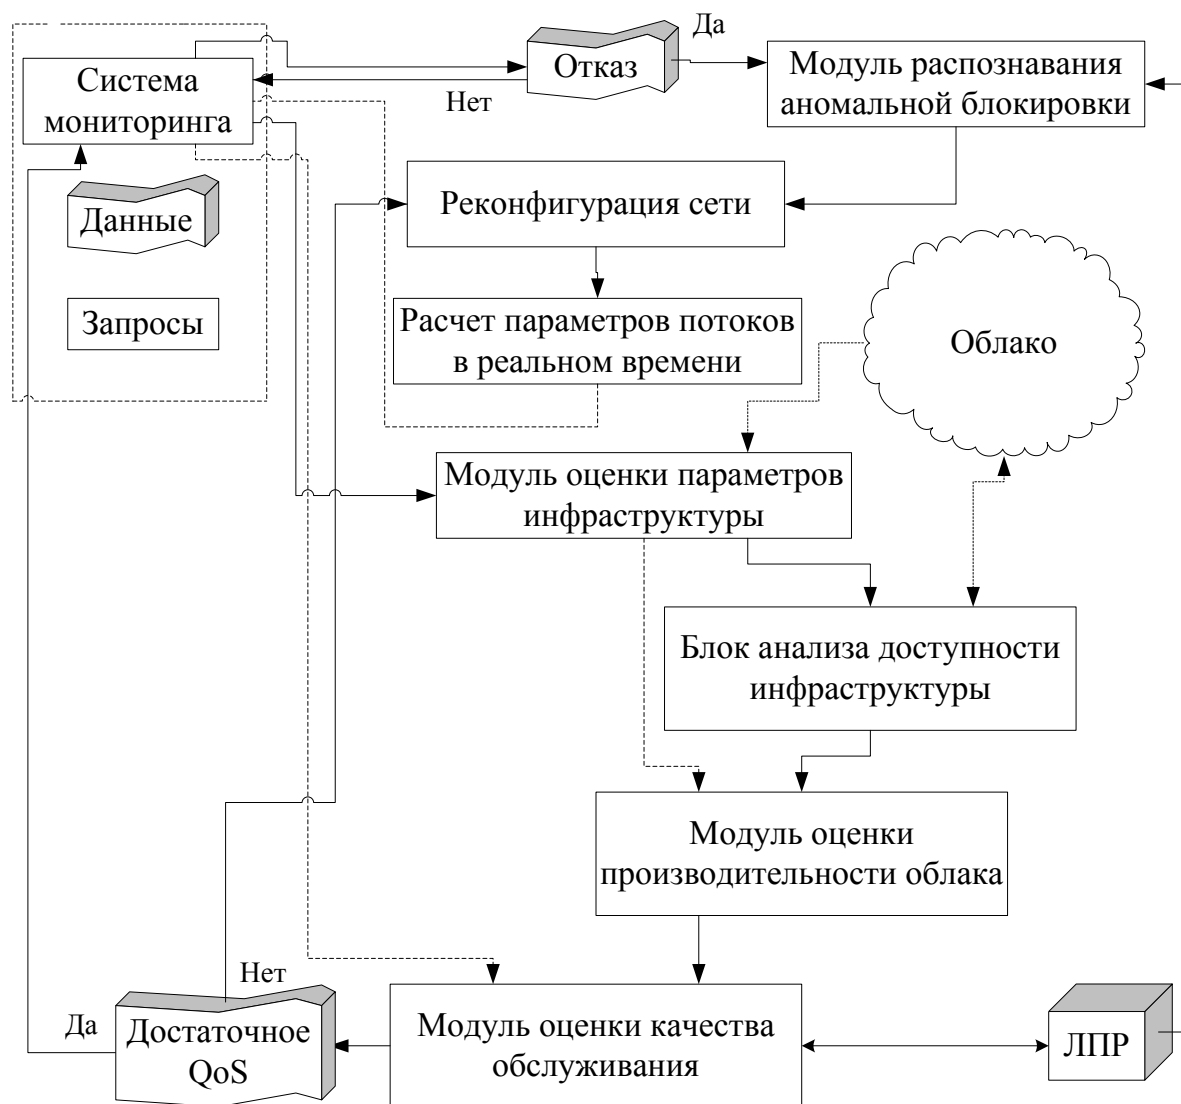 Да
Система
мониторинга
Отказ
Нет
Модуль распознавания
аномальной блокировки
Данные
Реконфигурация сети
Запросы
Расчет параметров потоков
в реальном времени
Облако
Модуль оценки параметров
инфраструктуры
Блок анализа доступности
инфраструктуры
Модуль оценки
производительности облака
Нет
Да
Достаточное
QoS
Модуль оценки качества
обслуживания
ЛПР